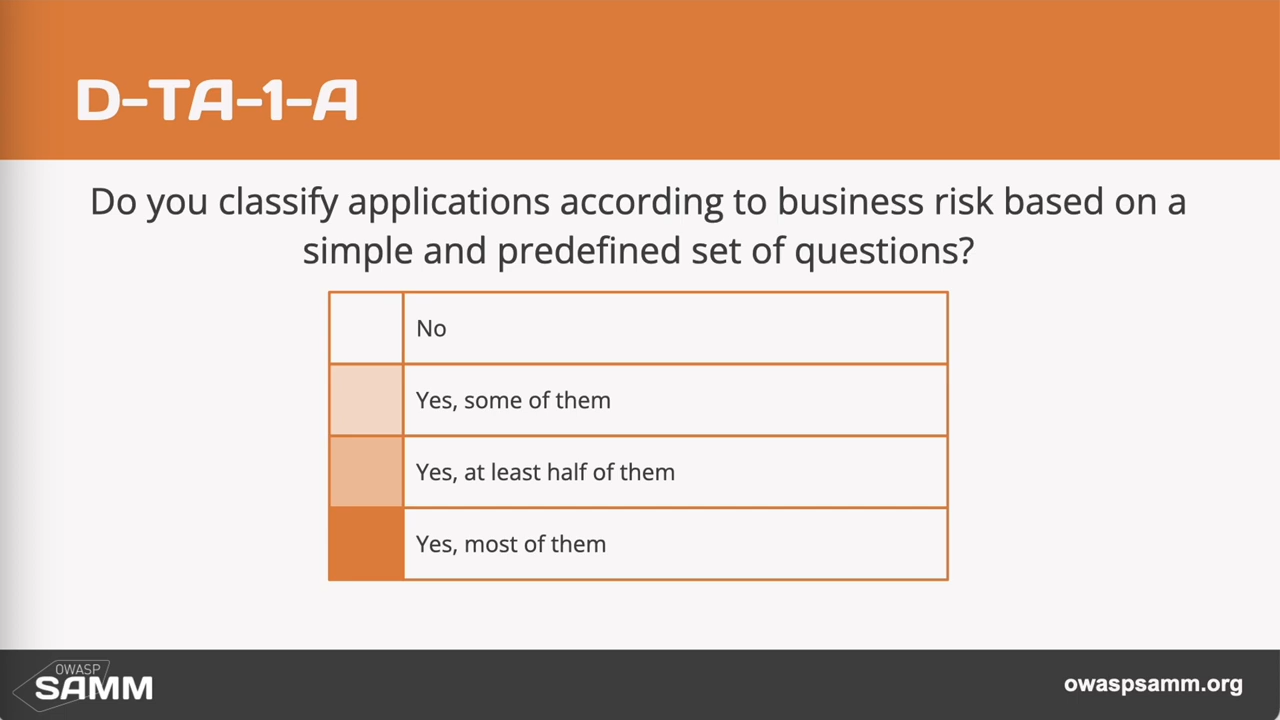 D-TA-1-A
Do you classify applications according to business risk based on a
simple and predefined set of questions?
No
Yes, some of them
Yes, at least half of them
Yes, most of them
OWASP
SAMM
owaspsamm.org